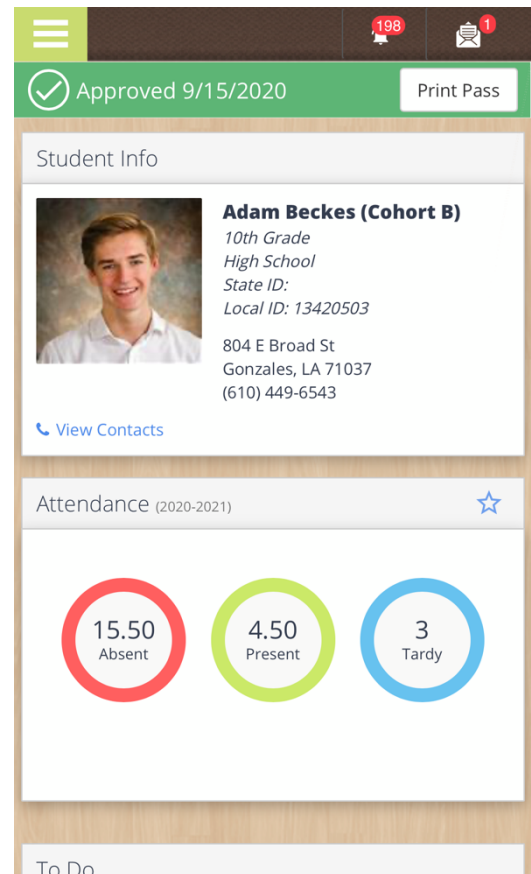 198
1
Approved 9/15/2020
Print Pass
Student Info
Adam Beckes (Cohort B)
10th Grade
High School
State ID:
Local ID: 13420503
804 E Broad St
Gonzales, LA 71037
(610) 449-6543
View Contacts
Attendance (2020-2021)
15.50
Absent
4.50
Present
3
Tardy
To Do